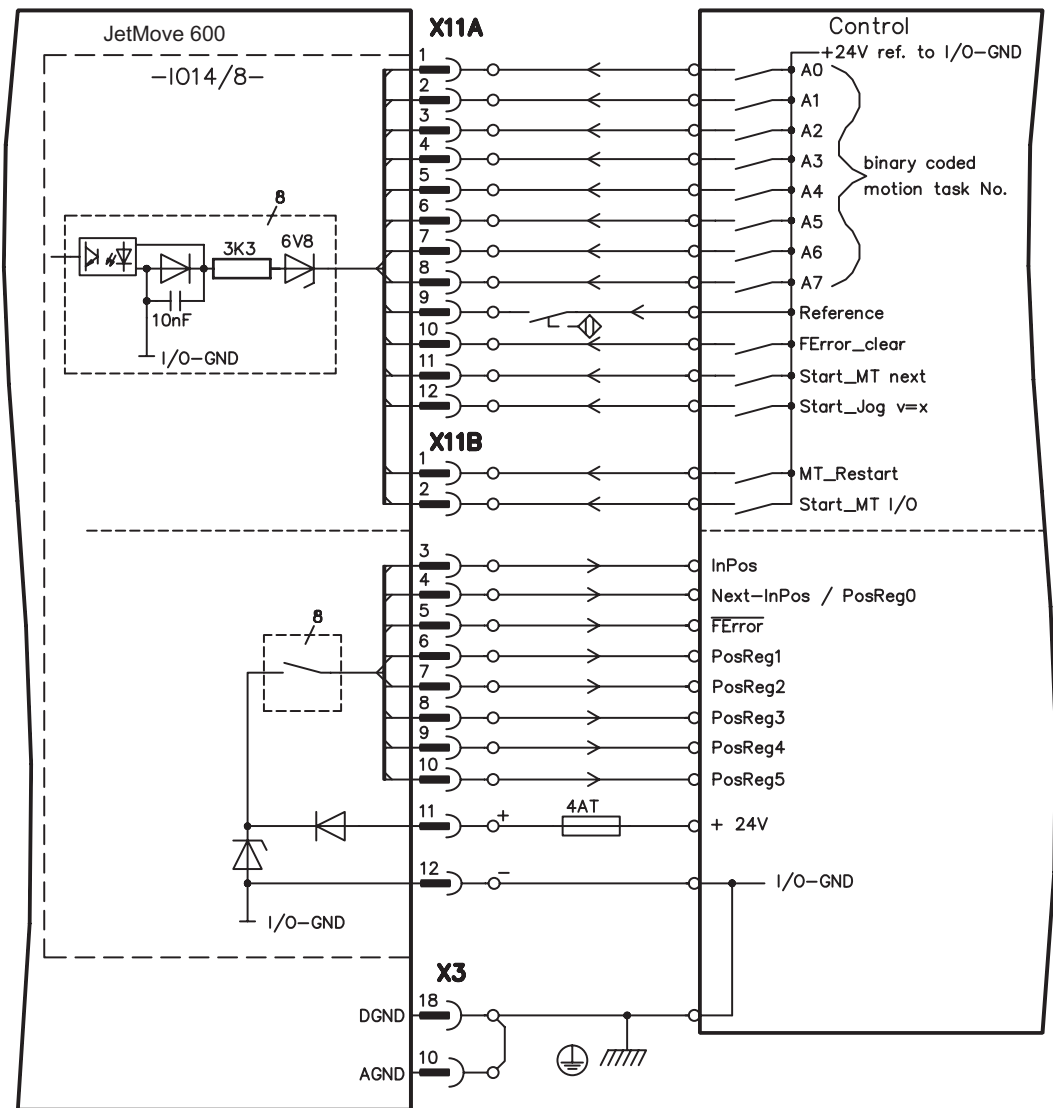 JetMove 600
X11A
Control
-IO14/8-
+24V ref. to I/O-GND
1
A0
2
A1
3
A2
4
A3
binary coded
motion task No.
5
A4
6
A5
7
A6
8
A7
8
3K3
6V8
10nF
I/O-GND
9
Reference
10
FError_clear
11
Start_MT next
12
Start_Jog v=x
X11B
1
MT_Restart
2
Start_MT I/O
3
InPos
4
Next-InPos / PosReg0
5
FError
6
PosReg1
7
PosReg2
8
PosReg3
9
PosReg4
10
PosReg5
8
11
+
4AT
+ 24V
12
-
I/O-GND
I/O-GND
X3
DGND
18
AGND
10